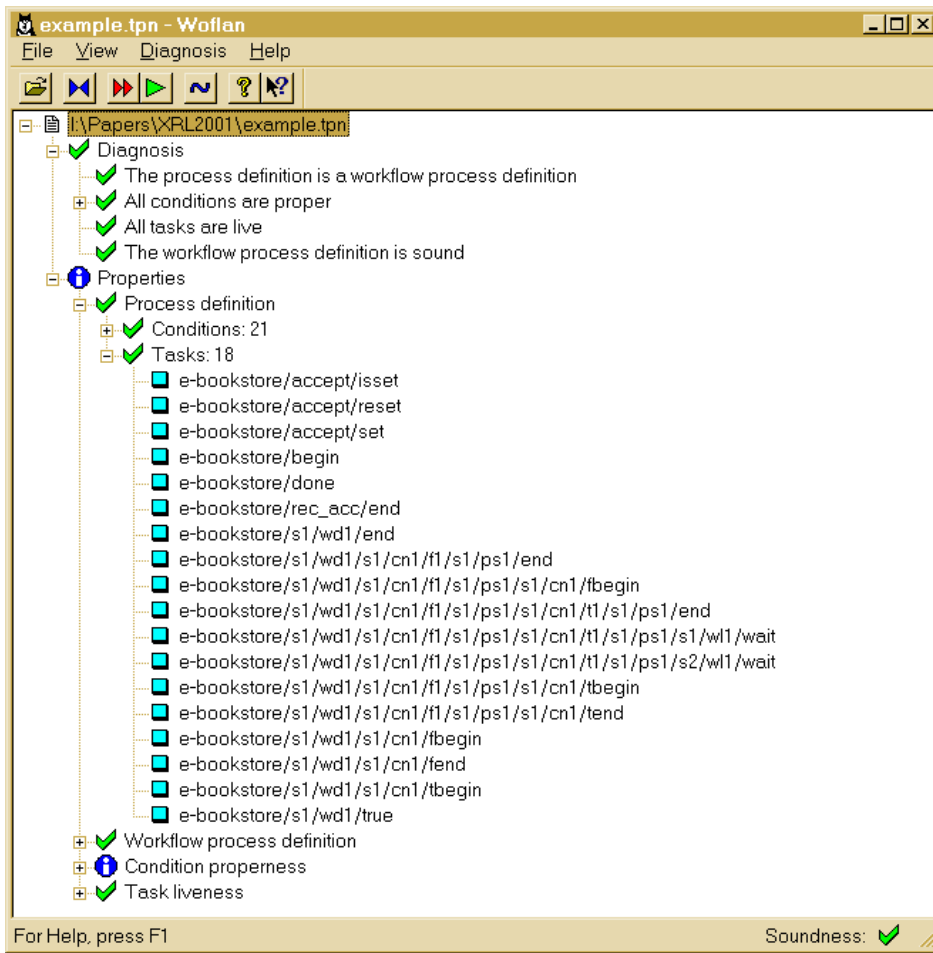 example.tpn - Woflan
File View Diagnosis Help
I:\Papers\XRL2001\example.tpn
Diagnosis
The process definition is a workflow process definition
All conditions are proper
All tasks are live
The workflow process definition is sound
Properties
Process definition
Conditions: 21
Tasks: 18
e-bookstore/accept/isset
e-bookstore/accept/reset
e-bookstore/accept/set
e-bookstore/begin
e-bookstore/done
e-bookstore/rec_acc/end
e-bookstore/s1/wd1/end
e-bookstore/s1/wd1/s1/cn1/f1/s1/ps1/end
e-bookstore/s1/wd1/s1/cn1/f1/s1/ps1/s1/cn1/fbegin
e-bookstore/s1/wd1/s1/cn1/f1/s1/ps1/s1/cn1/t1/s1/ps1/end
e-bookstore/s1/wd1/s1/cn1/f1/s1/ps1/s1/cn1/t1/s1/ps1/s1/wl1/wait
e-bookstore/s1/wd1/s1/cn1/f1/s1/ps1/s1/cn1/t1/s1/ps1/s2/wl1/wait
e-bookstore/s1/wd1/s1/cn1/f1/s1/ps1/s1/cn1/tbegin
e-bookstore/s1/wd1/s1/cn1/f1/s1/ps1/s1/cn1/tend
e-bookstore/s1/wd1/s1/cn1/fbegin
e-bookstore/s1/wd1/s1/cn1/fend
e-bookstore/s1/wd1/s1/cn1/tbegin
e-bookstore/s1/wd1/true
Workflow process definition
Condition properness
Task liveness
For Help, press F1 Soundness: